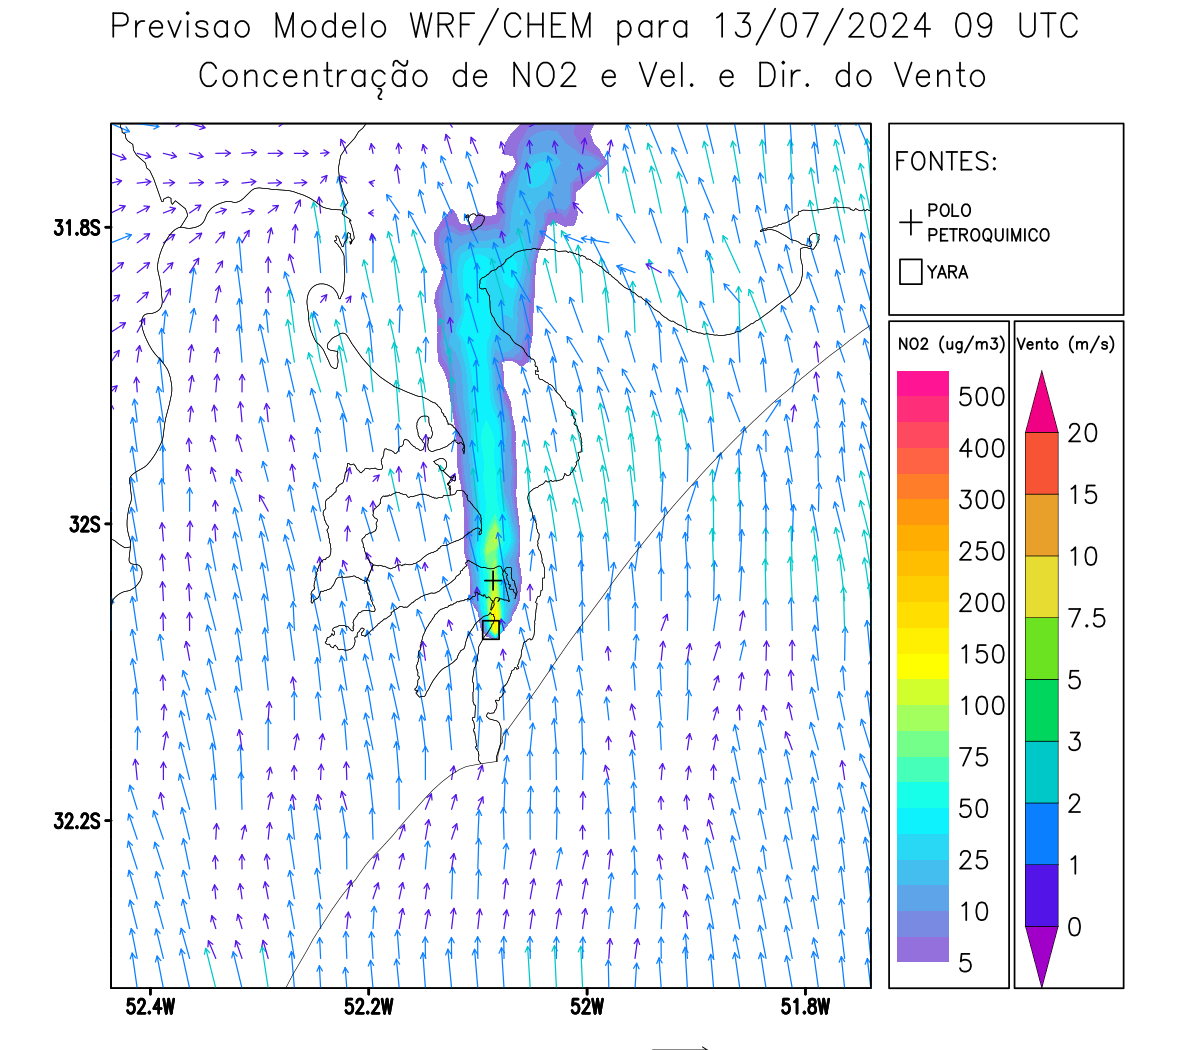 Previsao Modelo WRF/CHEM para 13/07/2024 09 UTC
Concentração de NO2 e Vel. e Dir. do Vento
FONTES:
POLO
PETROQUIMICO
YARA
NO2 (ug/m3)
500
400
300
250
200
150
100
75
50
25
10
5
Vento (m/s)
20
15
10
7.5
5
3
2
1
0
31.8S
32S
32.2S
52.4W 52.2W 52W 51.8W